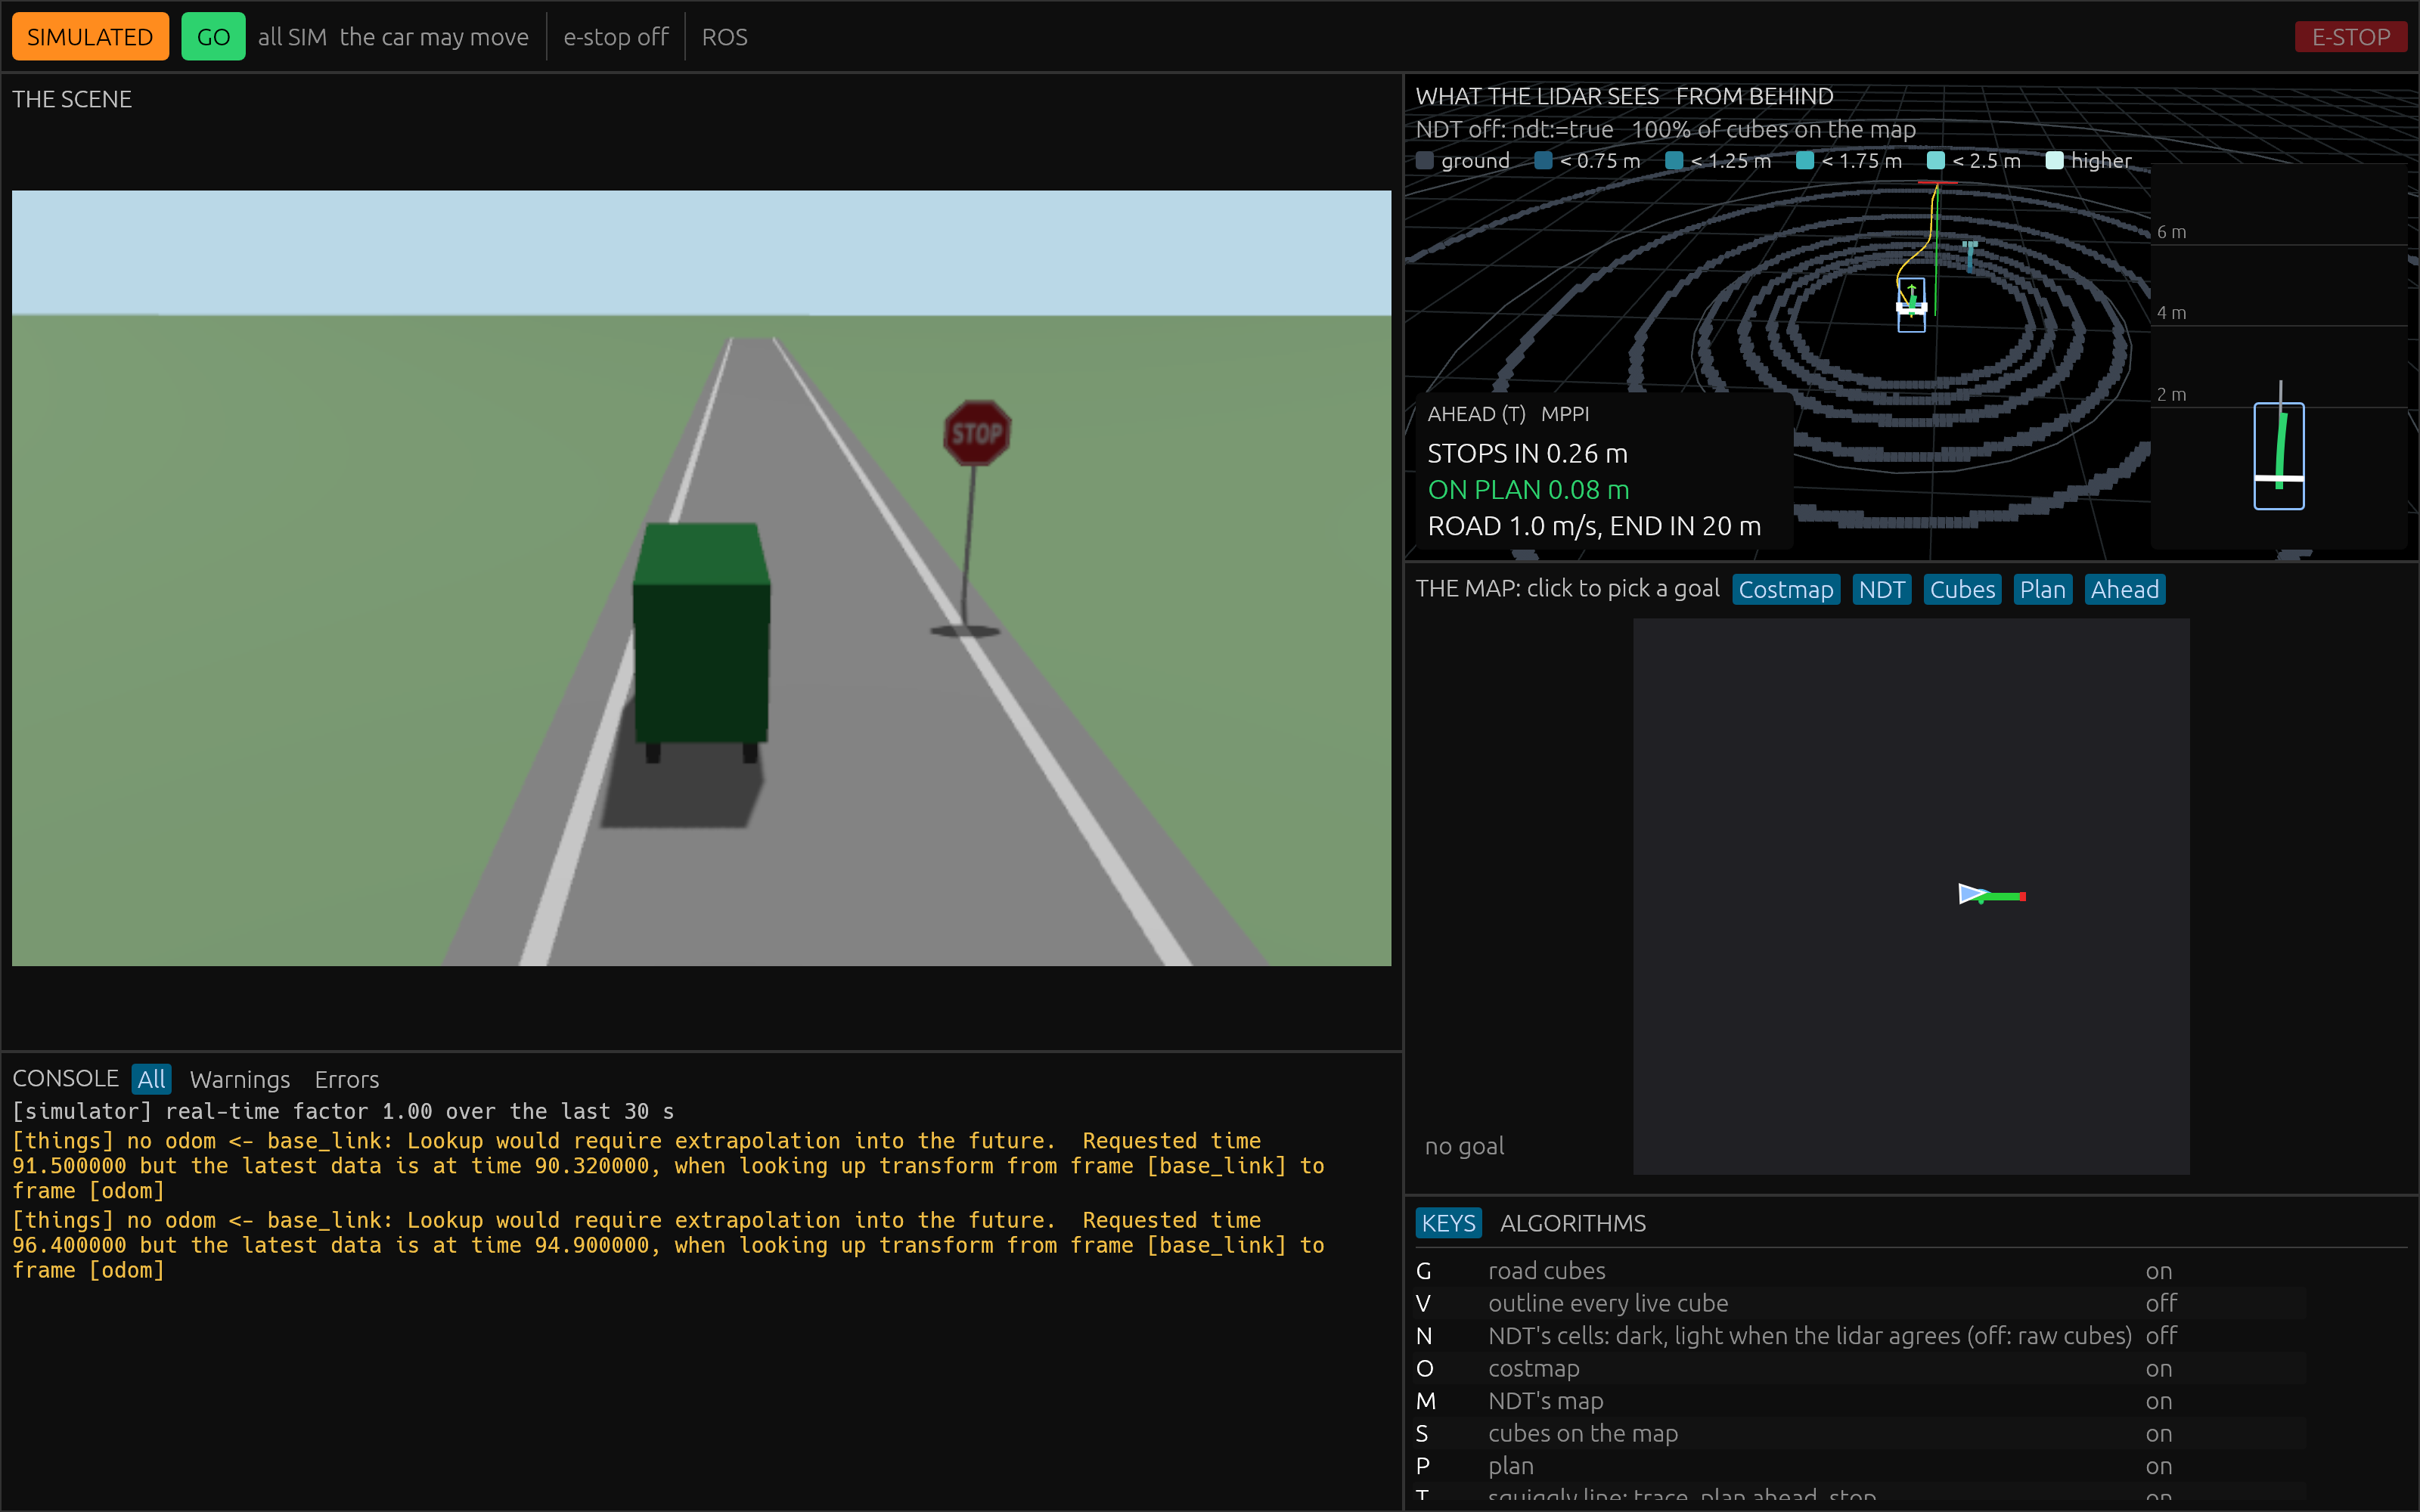 SIMULATED GO all SIM the car may move e-stop off ROS E-STOP
THE SCENE
STOP
WHAT THE LIDAR SEES FROM BEHIND
NDT off: ndt:=true 100% of cubes on the map
ground < 0.75 m < 1.25 m < 1.75 m < 2.5 m higher
6 m
4 m
2 m
AHEAD (T) MPPI
STOPS IN 0.26 m
ON PLAN 0.08 m
ROAD 1.0 m/s, END IN 20 m
THE MAP: click to pick a goal Costmap NDT Cubes Plan Ahead
no goal
CONSOLE All Warnings Errors
[simulator] real-time factor 1.00 over the last 30 s
[things] no odom <- base_link: Lookup would require extrapolation into the future. Requested time
91.500000 but the latest data is at time 90.320000, when looking up transform from frame [base_link] to
frame [odom]
[things] no odom <- base_link: Lookup would require extrapolation into the future. Requested time
96.400000 but the latest data is at time 94.900000, when looking up transform from frame [base_link] to
frame [odom]
KEYS ALGORITHMS
G road cubes on
V outline every live cube off
N NDT's cells: dark, light when the lidar agrees (off: raw cubes) off
O costmap on
M NDT's map on
S cubes on the map on
P plan on
T squiggly line: trace, plan ahead, stop on